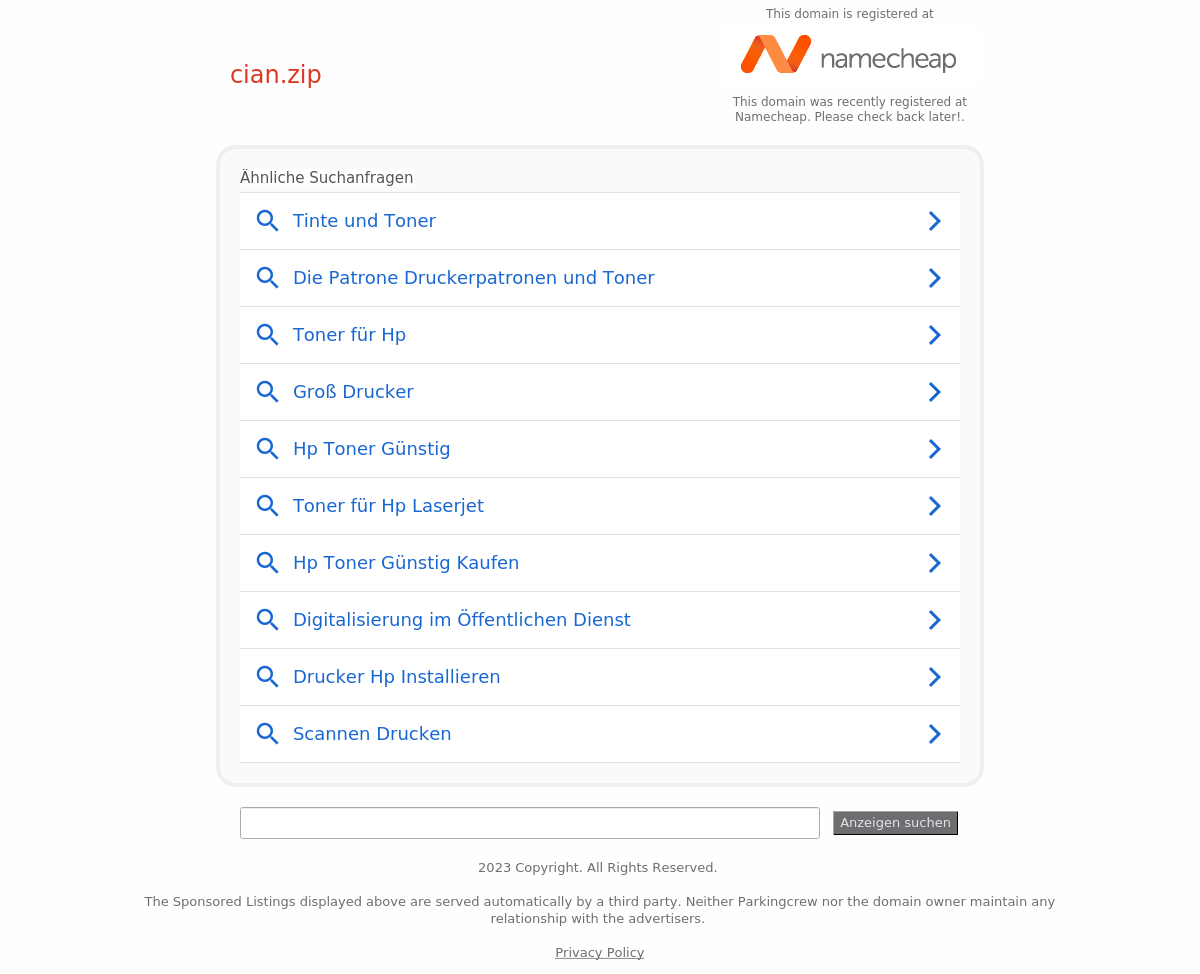 This domain is registered at
namecheap
cian.zip
This domain was recently registered at
Namecheap. Please check back later!.
Ähnliche Suchanfragen
Tinte und Toner
Die Patrone Druckerpatronen und Toner
Toner für Hp
Groß Drucker
Hp Toner Günstig
Toner für Hp Laserjet
Hp Toner Günstig Kaufen
Digitalisierung im Öffentlichen Dienst
Drucker Hp Installieren
Scannen Drucken
Anzeigen suchen
2023 Copyright. All Rights Reserved.
The Sponsored Listings displayed above are served automatically by a third party. Neither Parkingcrew nor the domain owner maintain any
relationship with the advertisers.
Privacy Policy